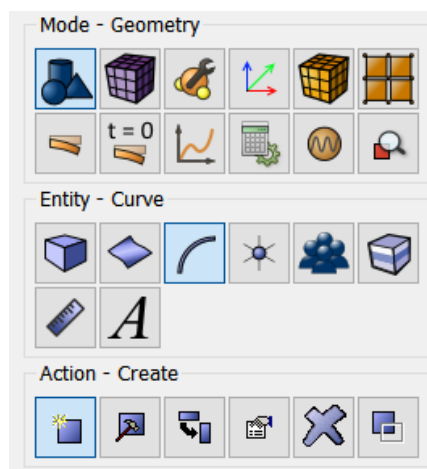 Mode - Geometry
t = 0
Entity - Curve
A
Action - Create